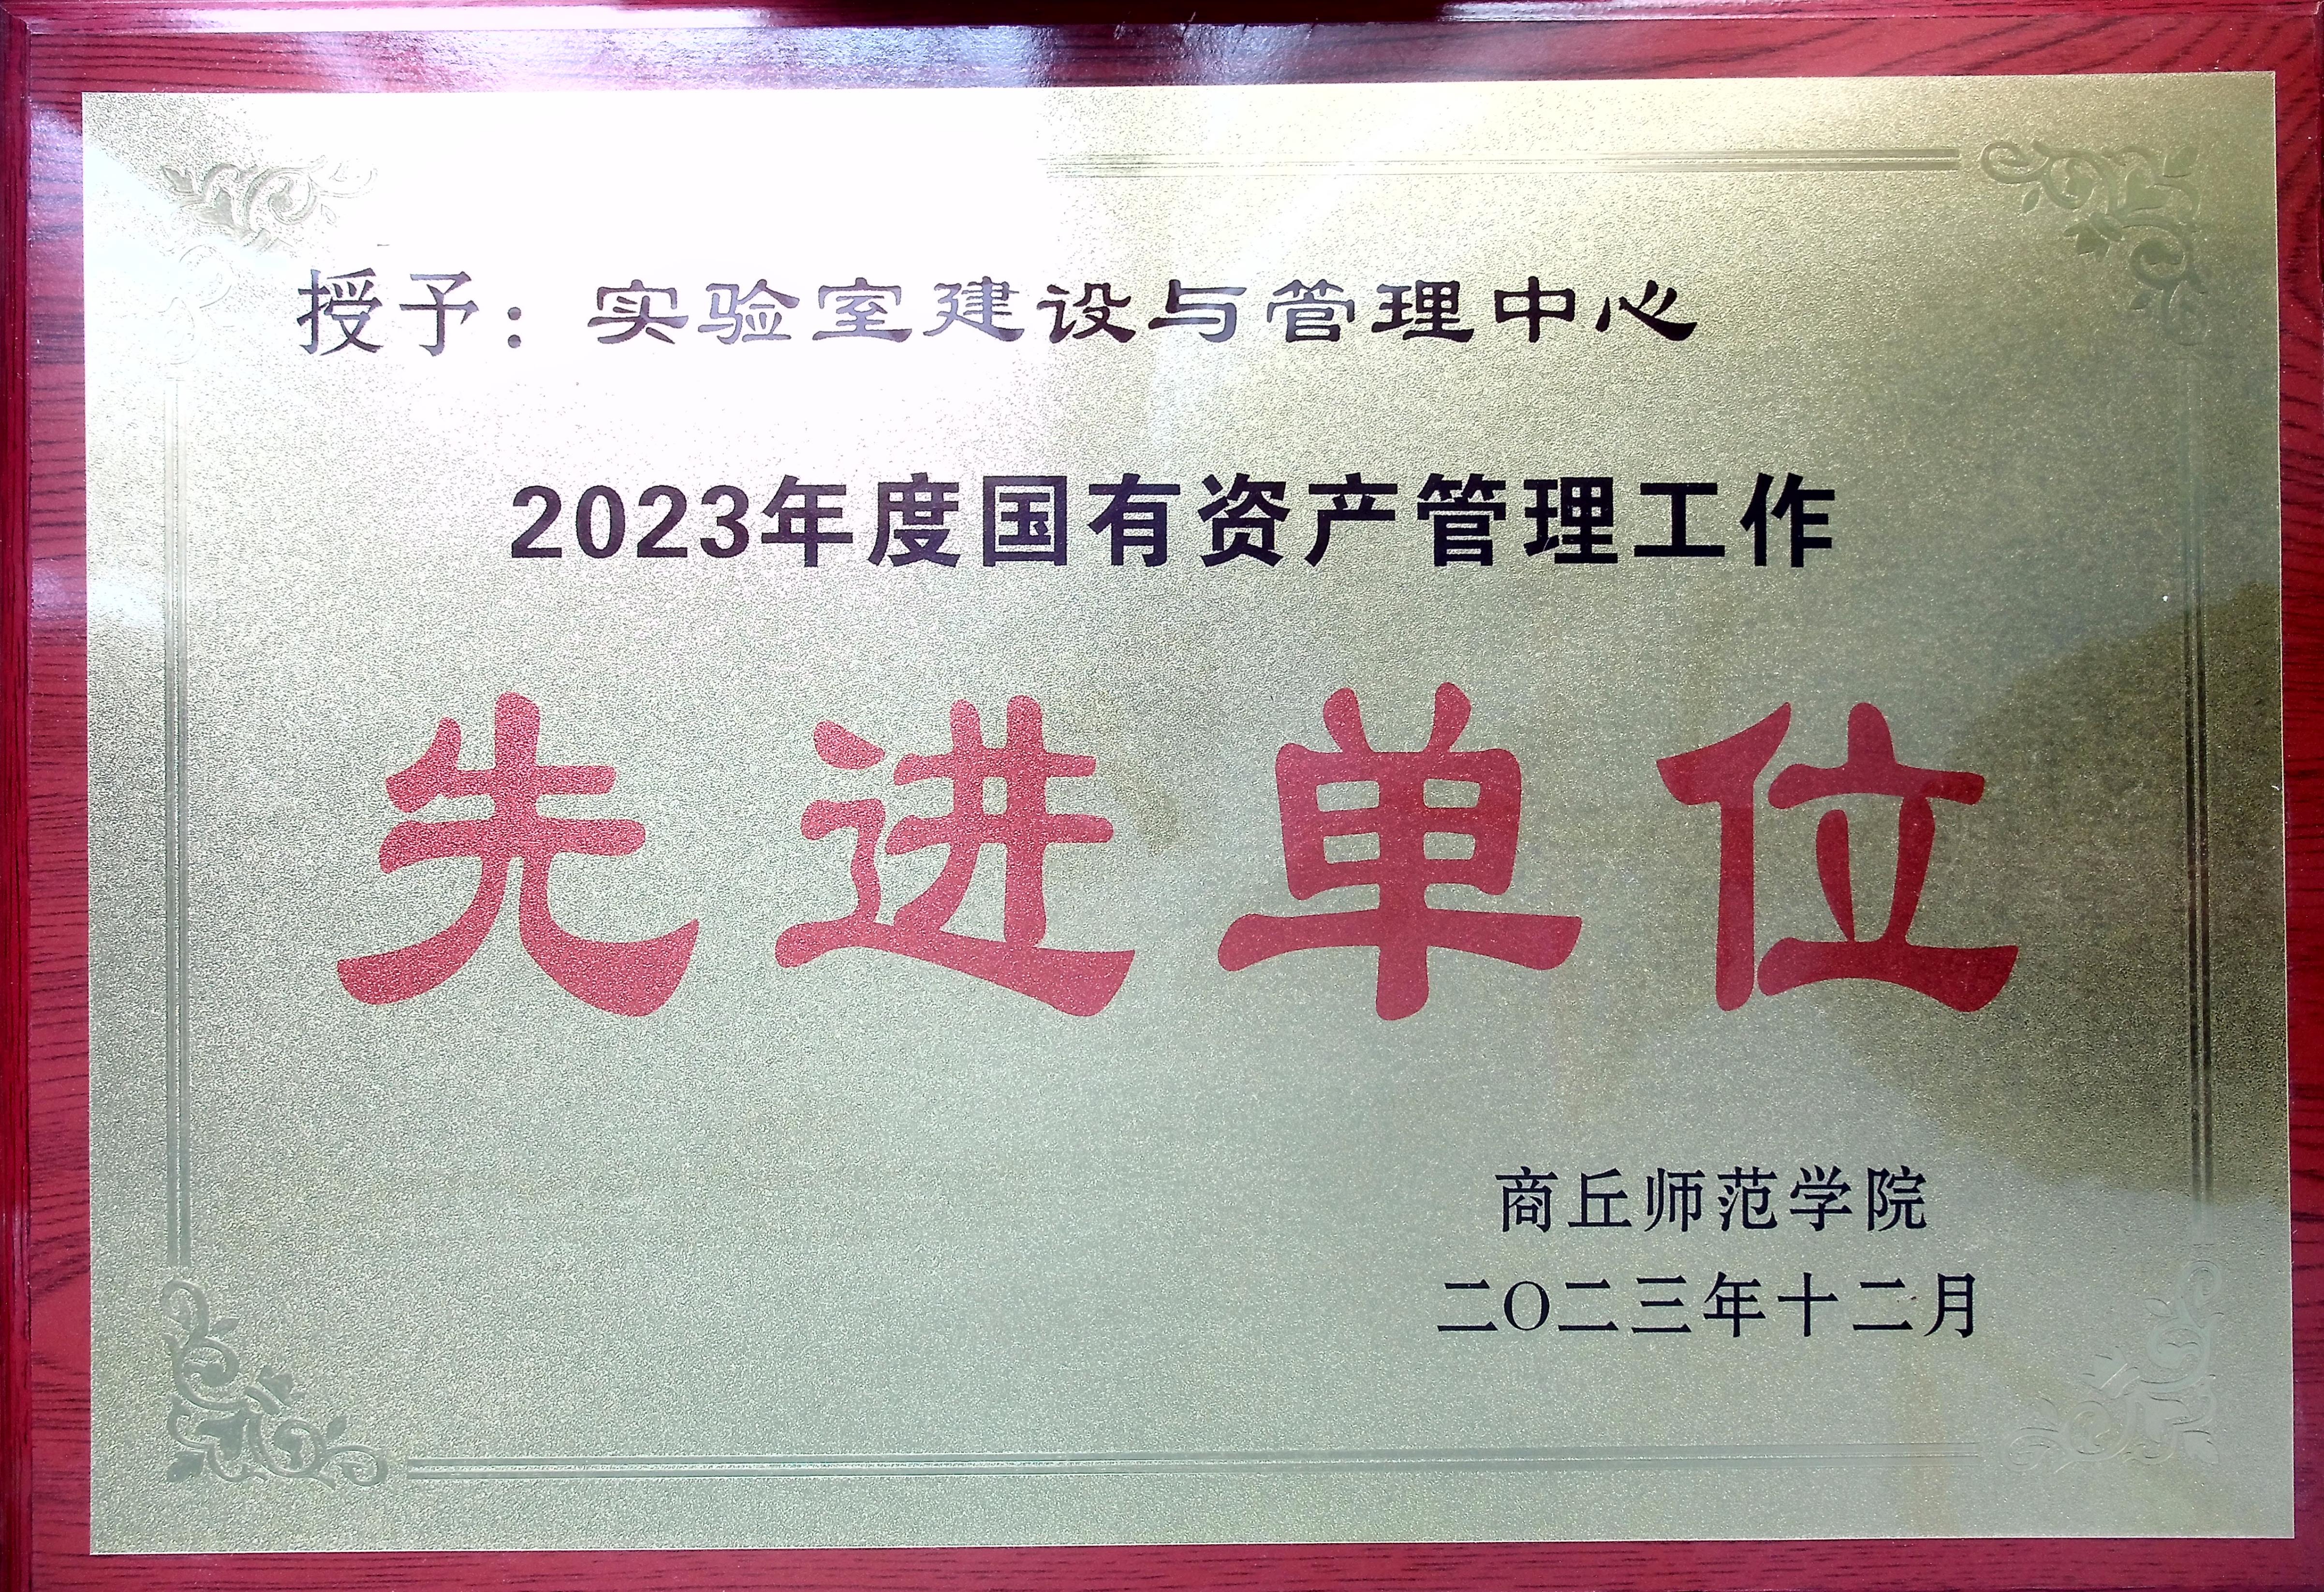 授予：实验室建设与管理中心
2023年度国有资产管理工作
先进单位
商丘师范学院
二〇二三年十二月